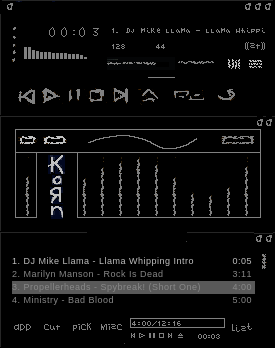 00:03
1. DJ Mike Llama - Llama Whippi
128 44
KoRn
1. DJ Mike Llama - Llama Whipping Intro 0:05
2. Marilyn Manson - Rock Is Dead 3:11
3. Propellerheads - Spybreak! (Short One) 4:00
4. Ministry - Bad Blood 5:00
add cut pick misc 4:00/12:16 list
00:03